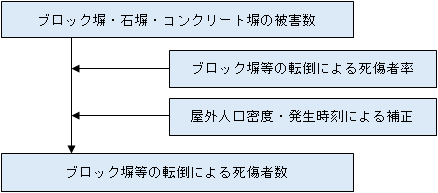 ブロック塀・石塀・コンクリート塀の被害数
ブロック塀等の転倒による死傷者率
屋外人口密度・発生時刻による補正
ブロック塀等の転倒による死傷者数